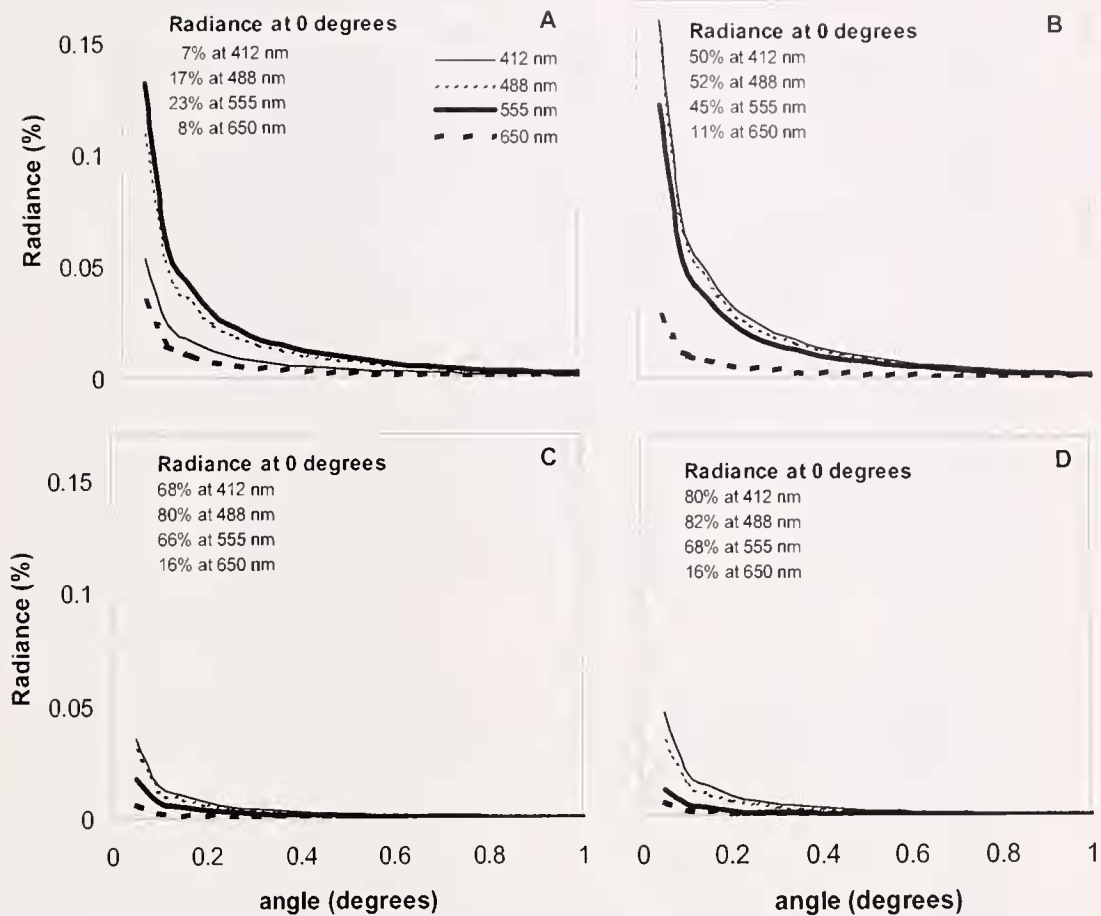 Radiance at 0 degrees
7% at 412 nm
17% at 488 nm
23% at 555 nm
8% at 650 nm
A
412 nm
488 nm
555 nm
650 nm
Radiance at 0 degrees
50% at 412 nm
52% at 488 nm
45% at 555 nm
11% at 650 nm
B
Radiance (%)
0.15
0.1
0.05
0
Radiance at 0 degrees
68% at 412 nm
80% at 488 nm
66% at 555 nm
16% at 650 nm
C
Radiance at 0 degrees
80% at 412 nm
82% at 488 nm
68% at 555 nm
16% at 650 nm
D
Radiance (%)
0.15
0.1
0.05
0
0 0.2 0.4 0.6 0.8 1
angle (degrees)
0 0.2 0.4 0.6 0.8 1
angle (degrees)